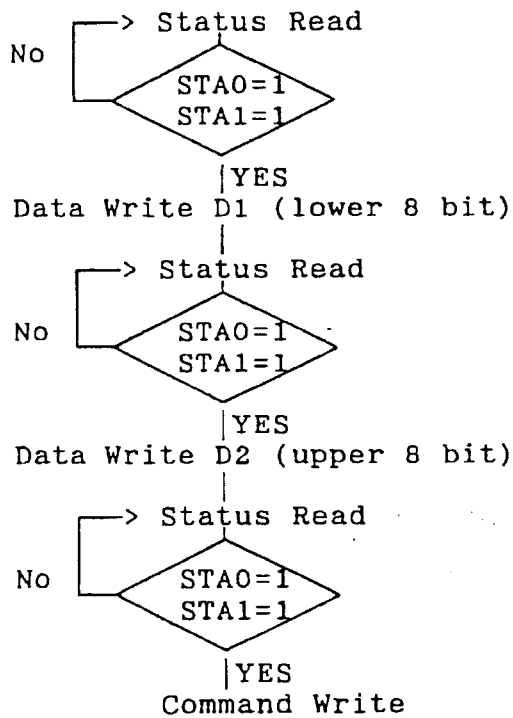 > Status Read
No
STA0=1
STA1=1
YES
Data Write D1 (lower 8 bit)
> Status Read
No
STA0=1
STA1=1
YES
Data Write D2 (upper 8 bit)
> Status Read
No
STA0=1
STA1=1
YES
Command Write